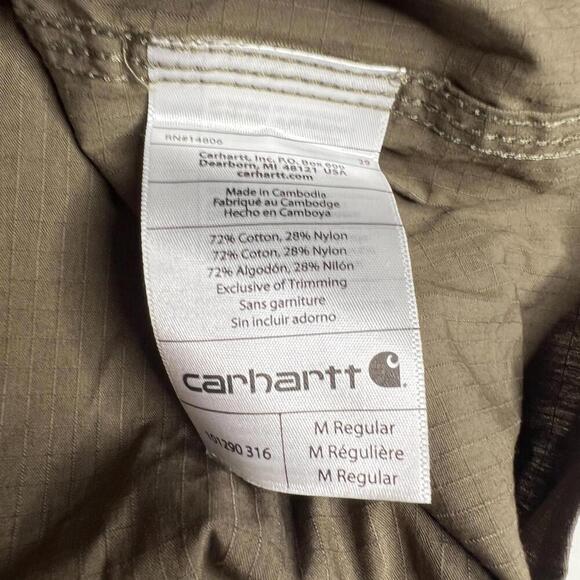 RN#14806
Carhartt, Inc. P.O. Box 600 29
Dearborn, MI 48121 USA
carhartt.com
Made in Cambodia
Fabriqué au Cambodge
Hecho en Camboya
72% Cotton, 28% Nylon
72% Coton, 28% Nylon
72% Algodón, 28% Nilón
Exclusive of Trimming
Sans garniture
Sin incluir adorno
carhartt
101290 316
M Regular
M Régulière
M Regular